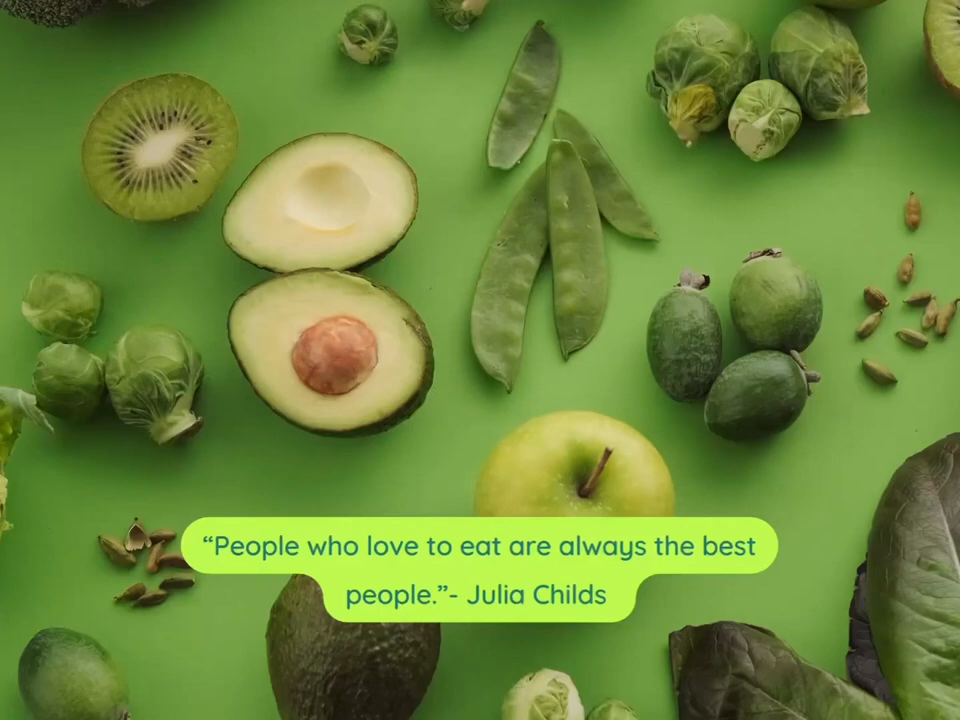 “People who love to eat are always the best
people.”- Julia Childs